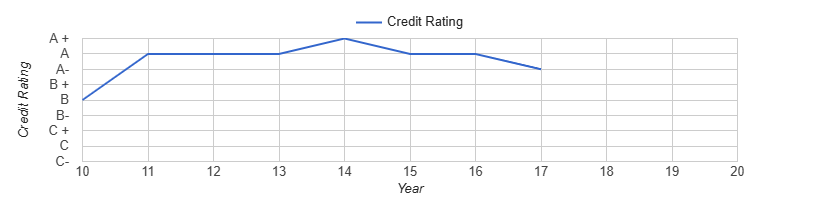 Credit Rating
A +
A
A-
B +
B
B-
C +
C
C-
Credit Rating
10 11 12 13 14 15 16 17 18 19 20
Year